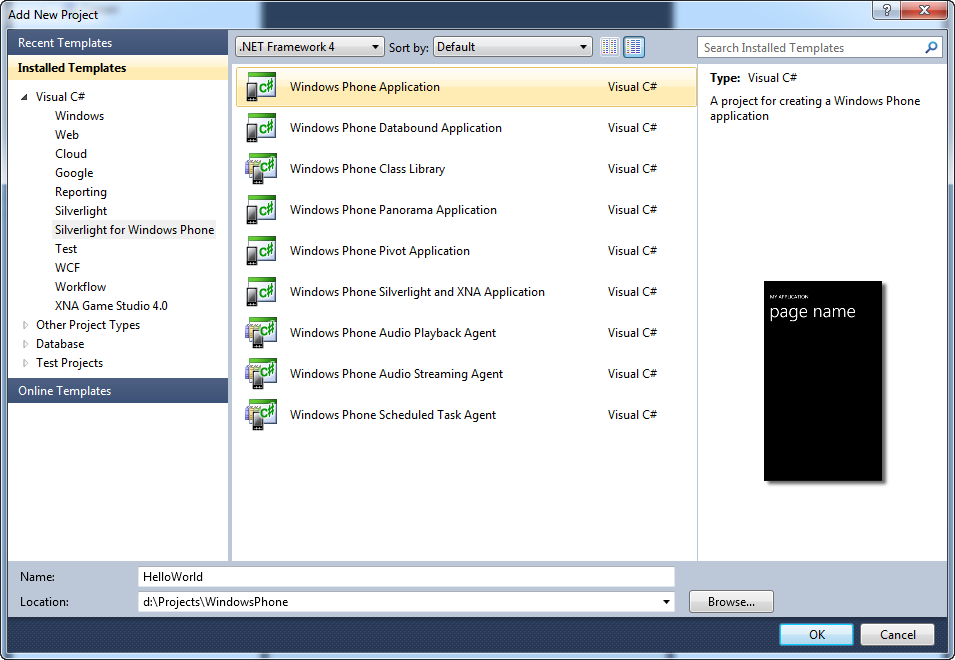 Add New Project
Recent Templates
Installed Templates
Visual C#
Windows
Web
Cloud
Google
Reporting
Silverlight
Silverlight for Windows Phone
Test
WCF
Workflow
XNA Game Studio 4.0
Other Project Types
Database
Test Projects
Online Templates
.NET Framework 4 Sort by: Default
Windows Phone Application Visual C#
Windows Phone Databound Application Visual C#
Windows Phone Class Library Visual C#
Windows Phone Panorama Application Visual C#
Windows Phone Pivot Application Visual C#
Windows Phone Silverlight and XNA Application Visual C#
Windows Phone Audio Playback Agent Visual C#
Windows Phone Audio Streaming Agent Visual C#
Windows Phone Scheduled Task Agent Visual C#
Search Installed Templates
Type: Visual C#
A project for creating a Windows Phone
application
MY APPLICATION
page name
Name: HelloWorld
Location: d:\Projects\WindowsPhone Browse...
OK Cancel